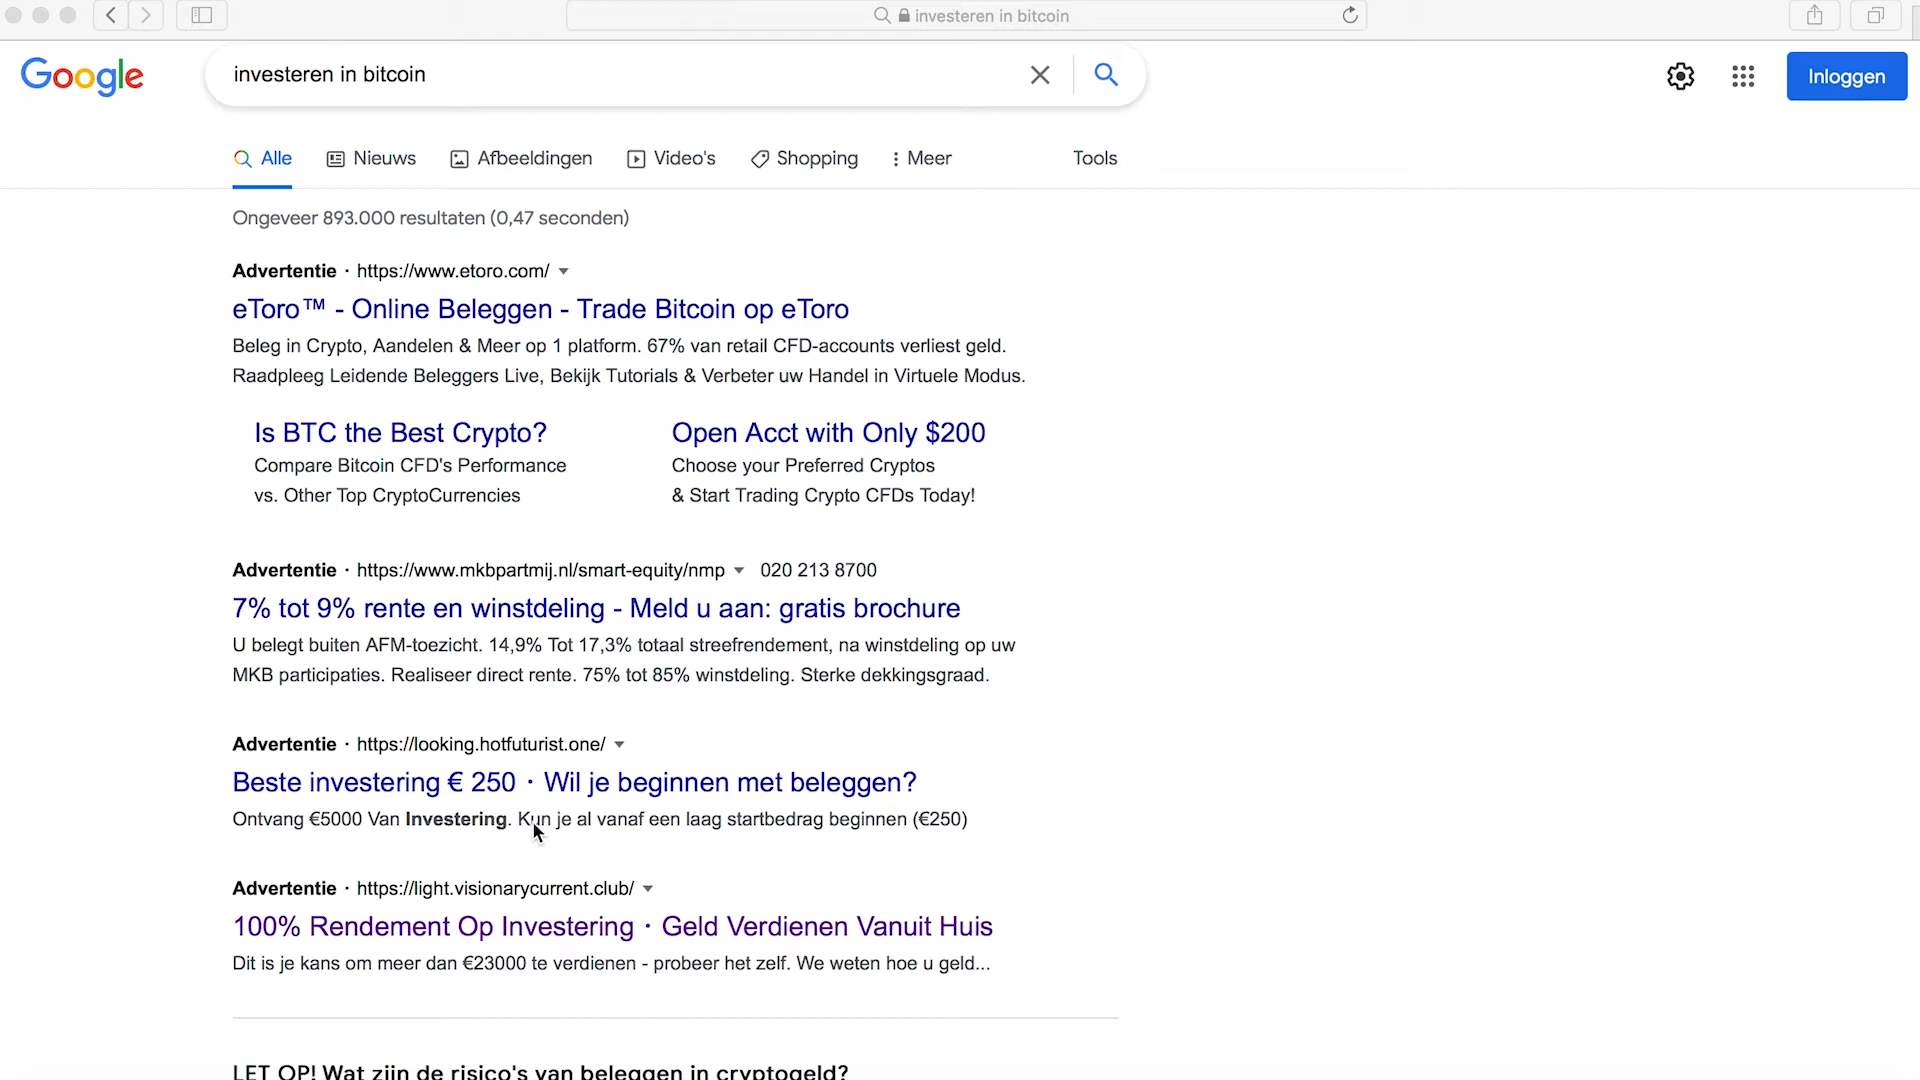 investeren in bitcoin
Google
investeren in bitcoin
Inloggen
Alle
Nieuws
Afbeeldingen
Video's
Shopping
Meer
Tools
Ongeveer 893.000 resultaten (0,47 seconden)
Advertentie · https://www.etoro.com/
eToro™ - Online Beleggen - Trade Bitcoin op eToro
Beleg in Crypto, Aandelen & Meer op 1 platform. 67% van retail CFD-accounts verliest geld.
Raadpleeg Leidende Beleggers Live, Bekijk Tutorials & Verbeter uw Handel in Virtuele Modus.
Is BTC the Best Crypto?
Compare Bitcoin CFD's Performance
vs. Other Top CryptoCurrencies
Open Acct with Only $200
Choose your Preferred Cryptos
& Start Trading Crypto CFDs Today!
Advertentie · https://www.mkbpartmij.nl/smart-equity/nmp 020 213 8700
7% tot 9% rente en winstdeling - Meld u aan: gratis brochure
U belegt buiten AFM-toezicht. 14,9% Tot 17,3% totaal streefrendement, na winstdeling op uw
MKB participaties. Realiseer direct rente. 75% tot 85% winstdeling. Sterke dekkingsgraad.
Advertentie · https://looking.hotfuturist.one/
Beste investering € 250 · Wil je beginnen met beleggen?
Ontvang €5000 Van Investering. Kun je al vanaf een laag startbedrag beginnen (€250)
Advertentie · https://light.visionarycurrent.club/
100% Rendement Op Investering · Geld Verdienen Vanuit Huis
Dit is je kans om meer dan €23000 te verdienen - probeer het zelf. We weten hoe u geld...
LET OP! Wat zijn de risico's van beleggen in cryptogeld?